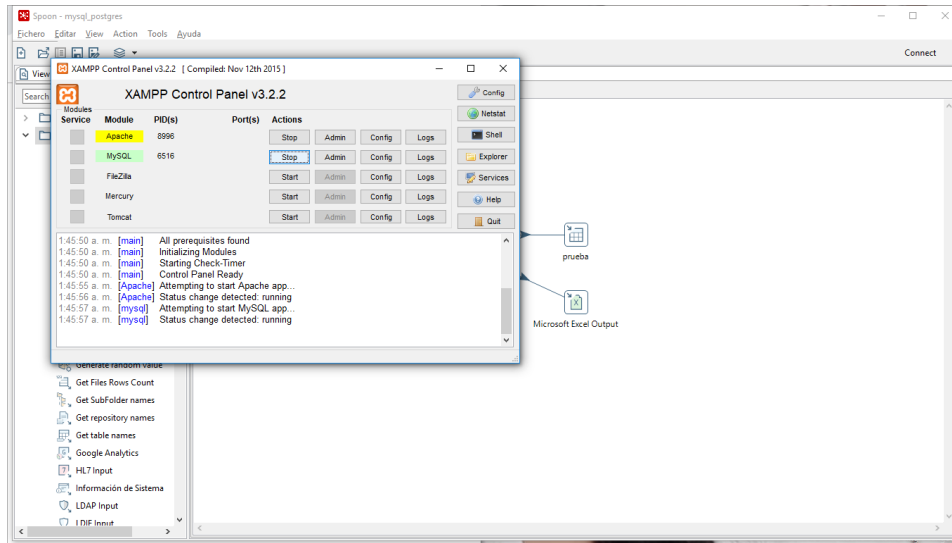 Spoon - mysql_postgres
Fichero Editar View Action Tools Ayuda
Connect
View
Search
XAMPP Control Panel v3.2.2 [ Compiled: Nov 12th 2015 ]
XAMPP Control Panel v3.2.2
Config
Modules
Service Module PID(s) Port(s) Actions
Netstat
Apache 8996 Stop Admin Config Logs
Shell
MySQL 6516 Stop Admin Config Logs
Explorer
FileZilla Start Admin Config Logs
Services
Mercury Start Admin Config Logs
Help
Tomcat Start Admin Config Logs
Quit
1:45:50 a. m. [main] All prerequisites found
1:45:50 a. m. [main] Initializing Modules
1:45:50 a. m. [main] Starting Check-Timer
1:45:50 a. m. [main] Control Panel Ready
1:45:55 a. m. [Apache] Attempting to start Apache app...
1:45:56 a. m. [Apache] Status change detected: running
1:45:57 a. m. [mysql] Attempting to start MySQL app...
1:45:57 a. m. [mysql] Status change detected: running
prueba
Microsoft Excel Output
Generate random value
Get Files Rows Count
Get SubFolder names
Get repository names
Get table names
Google Analytics
HL7 Input
Información de Sistema
LDAP Input
LDIF Input